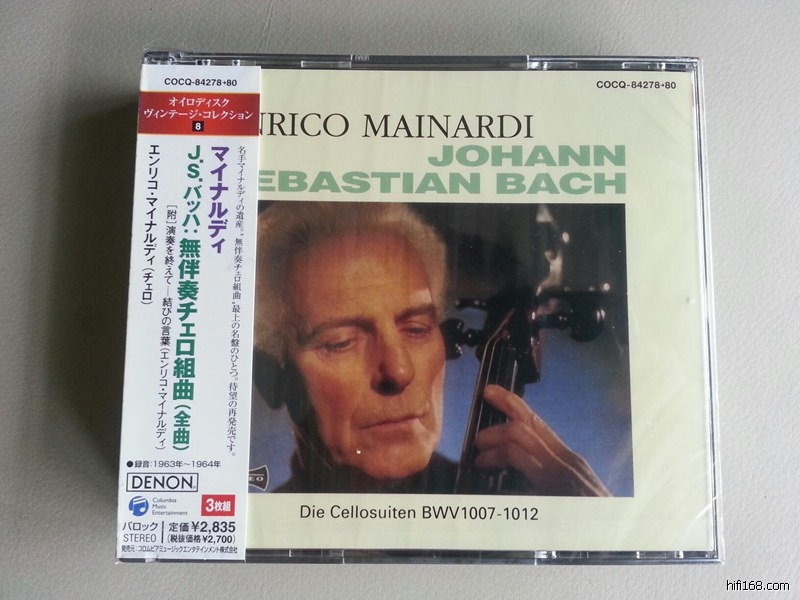 COCQ-84278→80
オイロディスク
ヴィンテージ・コレクション
8
名手マイナルディの遺産。“無伴奏チェロ組曲”最上の名盤のひとつ。待望の再発売です。
マイナルディ
J.S.バッハ：無伴奏チェロ組曲（全曲）
［附］演奏を終えて―結びの言葉（エンリコ・マイナルディ）
エンリコ・マイナルディ（チェロ）
●録音：1963年～1964年
DENON
Columbia
Music
Entertainment
3枚組
バロック
STEREO
定価￥2,835
（税抜価格￥2,700）
発売元：コロムビアミュージックエンタテインメント株式会社
COCQ-84278→80
NRICO MAINARDI
JOHANN
EBASTIAN BACH
EO
Die Cellosuiten BWV1007-1012
hifi168.com